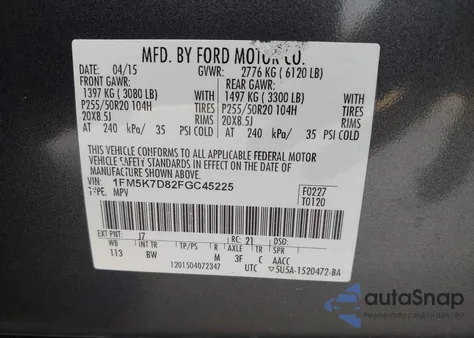 MFD. BY FORD MOTOR CO.
DATE: 04/15 GVWR: 2776 KG ( 6120 LB)
FRONT GAWR: REAR GAWR:
1397 KG ( 3080 LB) WITH 1497 KG ( 3300 LB) WITH
P255/50R20 104H TIRES P255/50R20 104H TIRES
20X8.5J RIMS 20X8.5J RIMS
AT 240 kPa/ 35 PSI COLD AT 240 kPa/ 35 PSI COLD
THIS VEHICLE CONFORMS TO ALL APPLICABLE FEDERAL MOTOR
VEHICLE SAFETY STANDARDS IN EFFECT ON THE DATE OF
MANUFACTURE SHOWN ABOVE.
VIN: 1FM5K7D82FGC45225 F0227
TYPE: MPV T0120
EXT PNT: J7 RC: 21 DSO:
WB INT TR TP/PS R AXLE TR SPR
113 BW M 3F C AACC
1201504072347 UTC ▽5U5A-1520472-BA
autoSnap